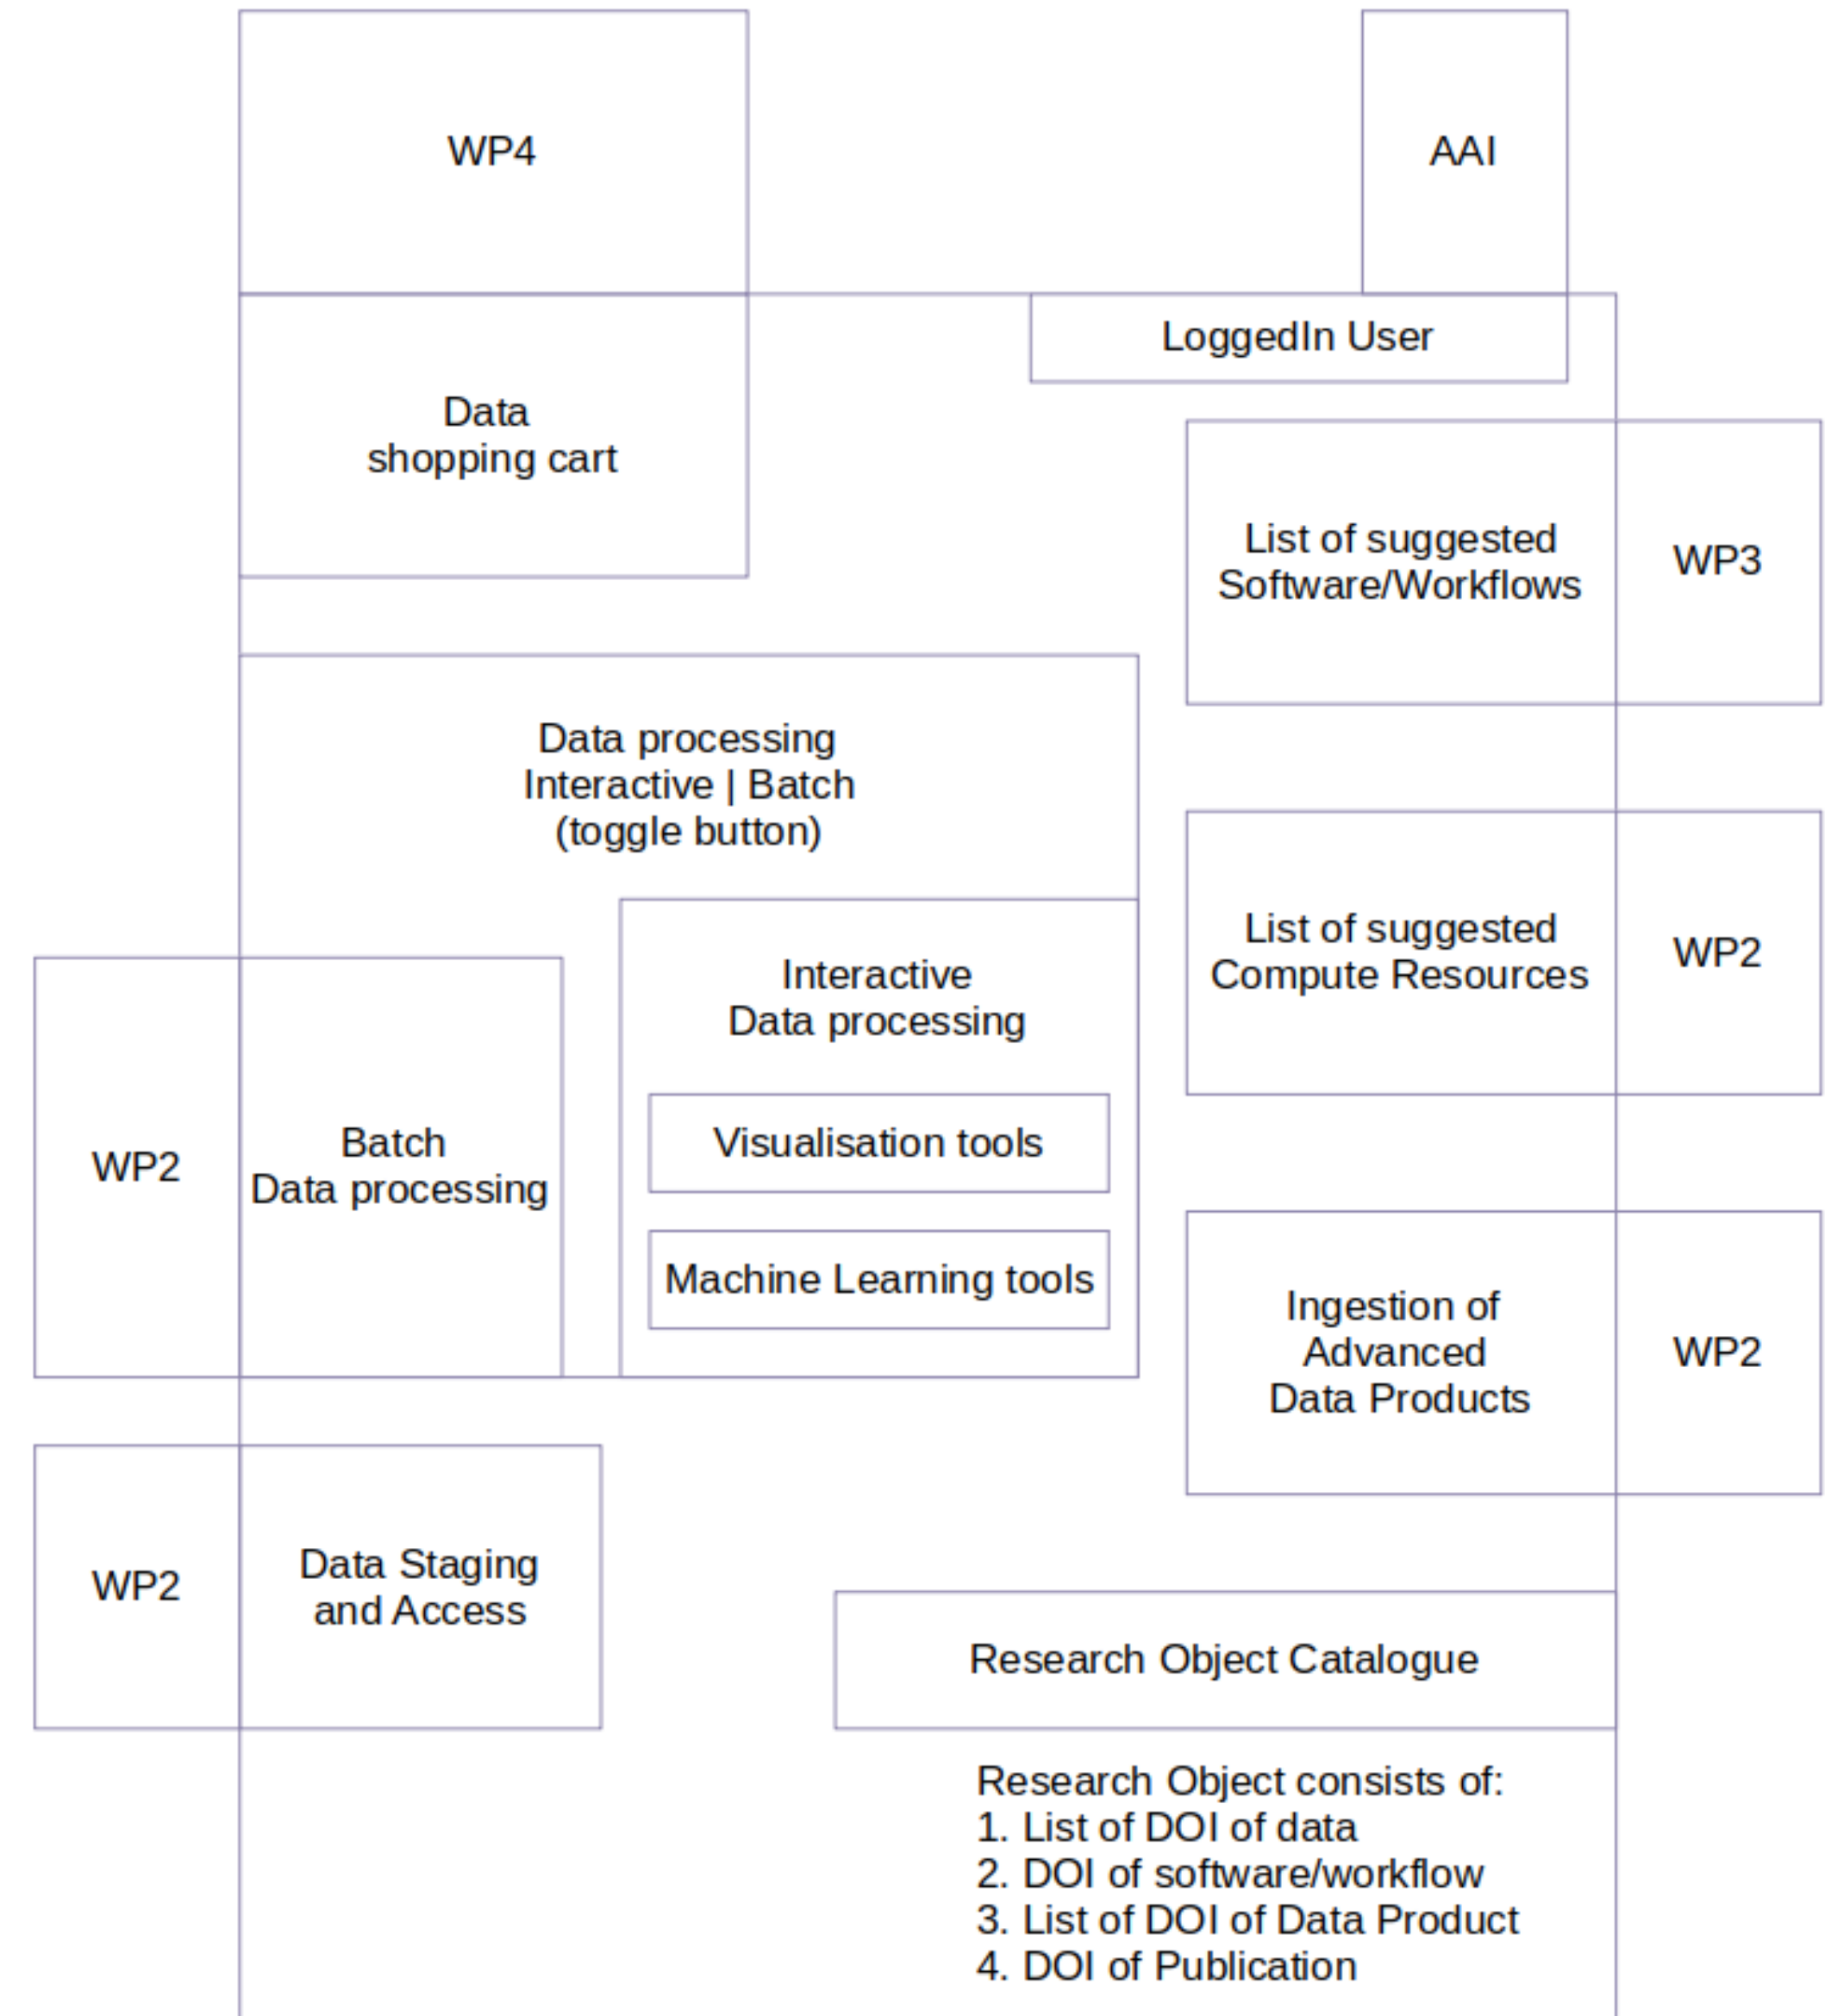 WP4
AAI
LoggedIn User
Data
shopping cart
List of suggested
Software/Workflows
WP3
Data processing
Interactive | Batch
(toggle button)
List of suggested
Compute Resources
WP2
Interactive
Data processing
Visualisation tools
Machine Learning tools
WP2
Batch
Data processing
Ingestion of
Advanced
Data Products
WP2
WP2
Data Staging
and Access
Research Object Catalogue
Research Object consists of:
1. List of DOI of data
2. DOI of software/workflow
3. List of DOI of Data Product
4. DOI of Publication